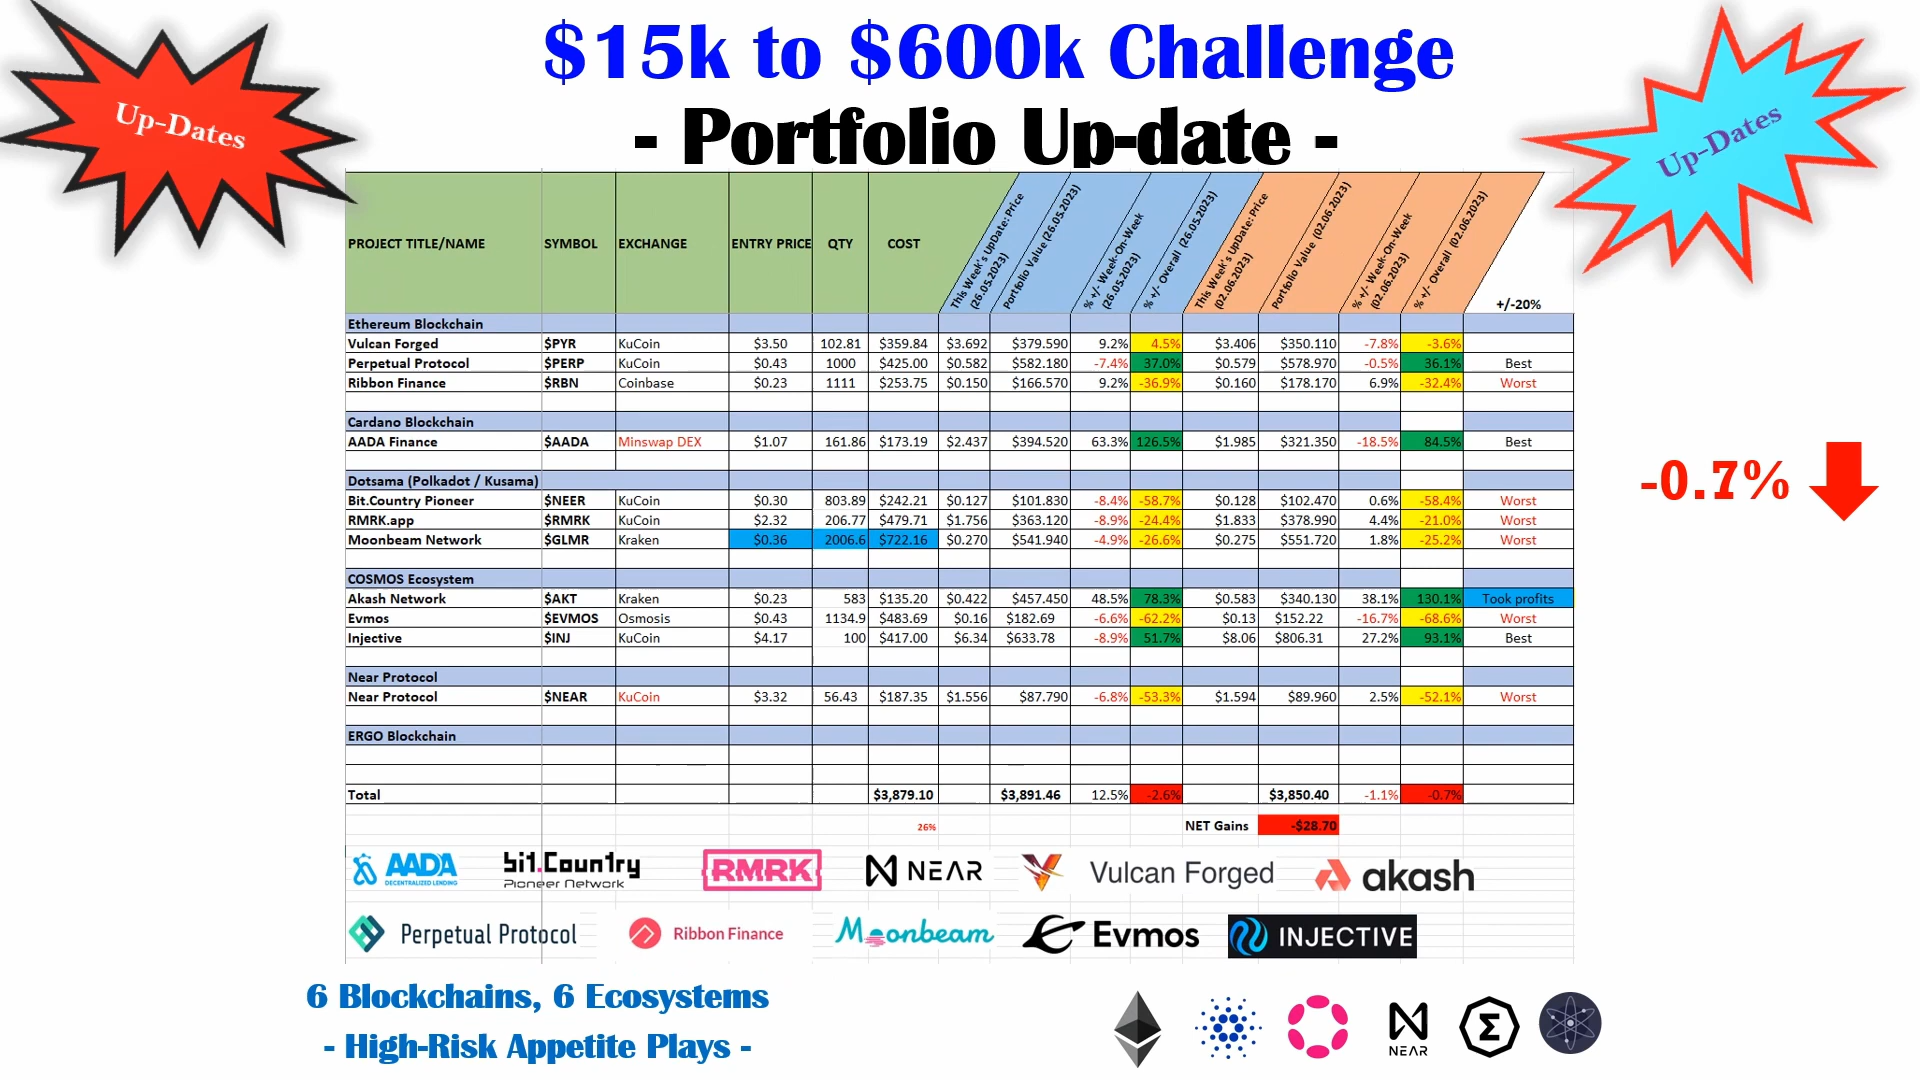 $15k to $600k Challenge
- Portfolio Up-date -
Up-Dates
Up-Dates
PROJECT TITLE/NAME SYMBOL EXCHANGE ENTRY PRICE QTY COST This Week's UpDate: Price (26.05.2023) Portfolio Value (26.05.2023) % +/- Week-On-Week (26.05.2023) % +/- Overall (26.05.2023) This Week's UpDate: Price (02.06.2023) Portfolio Value (02.06.2023) % +/- Week-On-Week (02.06.2023) % +/- Overall (02.06.2023) +/-20%
Ethereum Blockchain
Vulcan Forged $PYR KuCoin $3.50 102.81 $359.84 $3.692 $379.590 9.2% 4.5% $3.406 $350.110 -7.8% -3.6%
Perpetual Protocol $PERP KuCoin $0.43 1000 $425.00 $0.582 $582.180 -7.4% 37.0% $0.579 $578.970 -0.5% 36.1% Best
Ribbon Finance $RBN Coinbase $0.23 1111 $253.75 $0.150 $166.570 9.2% -36.9% $0.160 $178.170 6.9% -32.4% Worst
Cardano Blockchain
AADA Finance $AADA Minswap DEX $1.07 161.86 $173.19 $2.437 $394.520 63.3% 126.5% $1.985 $321.350 -18.5% 84.5% Best
Dotsama (Polkadot / Kusama)
Bit.Country Pioneer $NEER KuCoin $0.30 803.89 $242.21 $0.127 $101.830 -8.4% -58.7% $0.128 $102.470 0.6% -58.4% Worst
RMRK.app $RMRK KuCoin $2.32 206.77 $479.71 $1.756 $363.120 -8.9% -24.4% $1.833 $378.990 4.4% -21.0% Worst
Moonbeam Network $GLMR Kraken $0.36 2006.6 $722.16 $0.270 $541.940 -4.9% -26.6% $0.275 $551.720 1.8% -25.2% Worst
COSMOS Ecosystem
Akash Network $AKT Kraken $0.23 583 $135.20 $0.422 $457.450 48.5% 78.3% $0.583 $340.130 38.1% 130.1% Took profits
Evmos $EVMOS Osmosis $0.43 1134.9 $483.69 $0.16 $182.69 -6.6% -62.2% $0.13 $152.22 -16.7% -68.6% Worst
Injective $INJ KuCoin $4.17 100 $417.00 $6.34 $633.78 -8.9% 51.7% $8.06 $806.31 27.2% 93.1% Best
Near Protocol
Near Protocol $NEAR KuCoin $3.32 56.43 $187.35 $1.556 $87.790 -6.8% -53.3% $1.594 $89.960 2.5% -52.1% Worst
ERGO Blockchain
Total $3,879.10 $3,891.46 12.5% -2.6% $3,850.40 -1.1% -0.7%
26% NET Gains -$28.70
-0.7%
AADA DECENTRALIZED LENDING
bit.Country Pioneer Network
RMRK
NEAR
Vulcan Forged
akash
Perpetual Protocol
Ribbon Finance
Moonbeam
Evmos
INJECTIVE
6 Blockchains, 6 Ecosystems
- High-Risk Appetite Plays -
NEAR
Σ